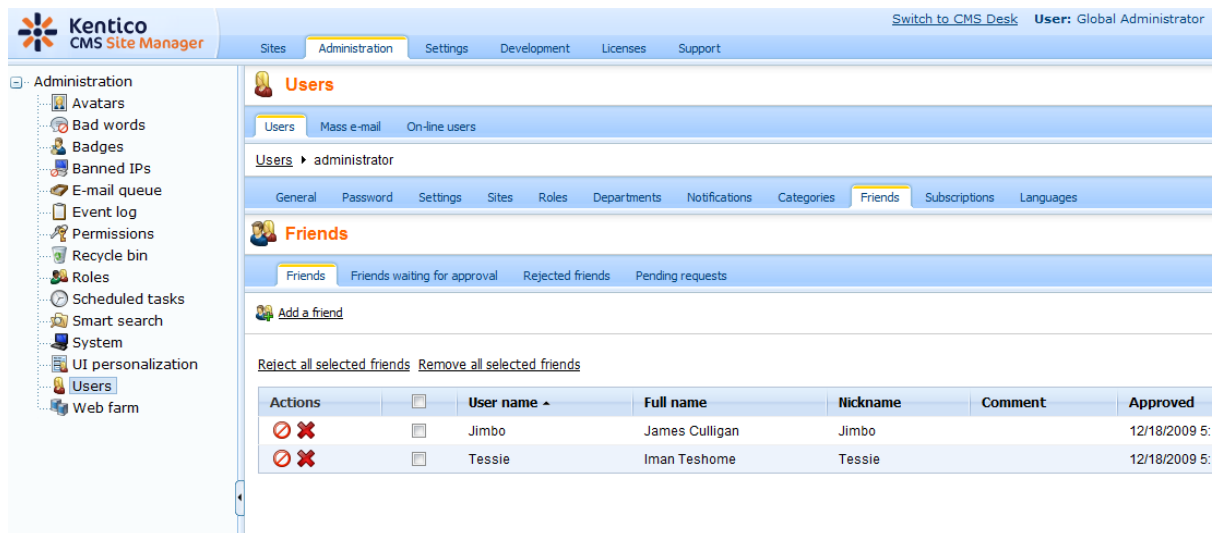 Kentico
CMS Site Manager
Switch to CMS Desk User: Global Administrator
Sites Administration Settings Development Licenses Support
Administration
Avatars
Bad words
Badges
Banned IPs
E-mail queue
Event log
Permissions
Recycle bin
Roles
Scheduled tasks
Smart search
System
UI personalization
Users
Web farm
Users
Users Mass e-mail On-line users
Users administrator
General Password Settings Sites Roles Departments Notifications Categories Friends Subscriptions Languages
Friends
Friends Friends waiting for approval Rejected friends Pending requests
Add a friend
Reject all selected friends Remove all selected friends
Actions User name Full name Nickname Comment Approved
Jimbo James Culligan Jimbo 12/18/2009 5:
Tessie Iman Teshome Tessie 12/18/2009 5: